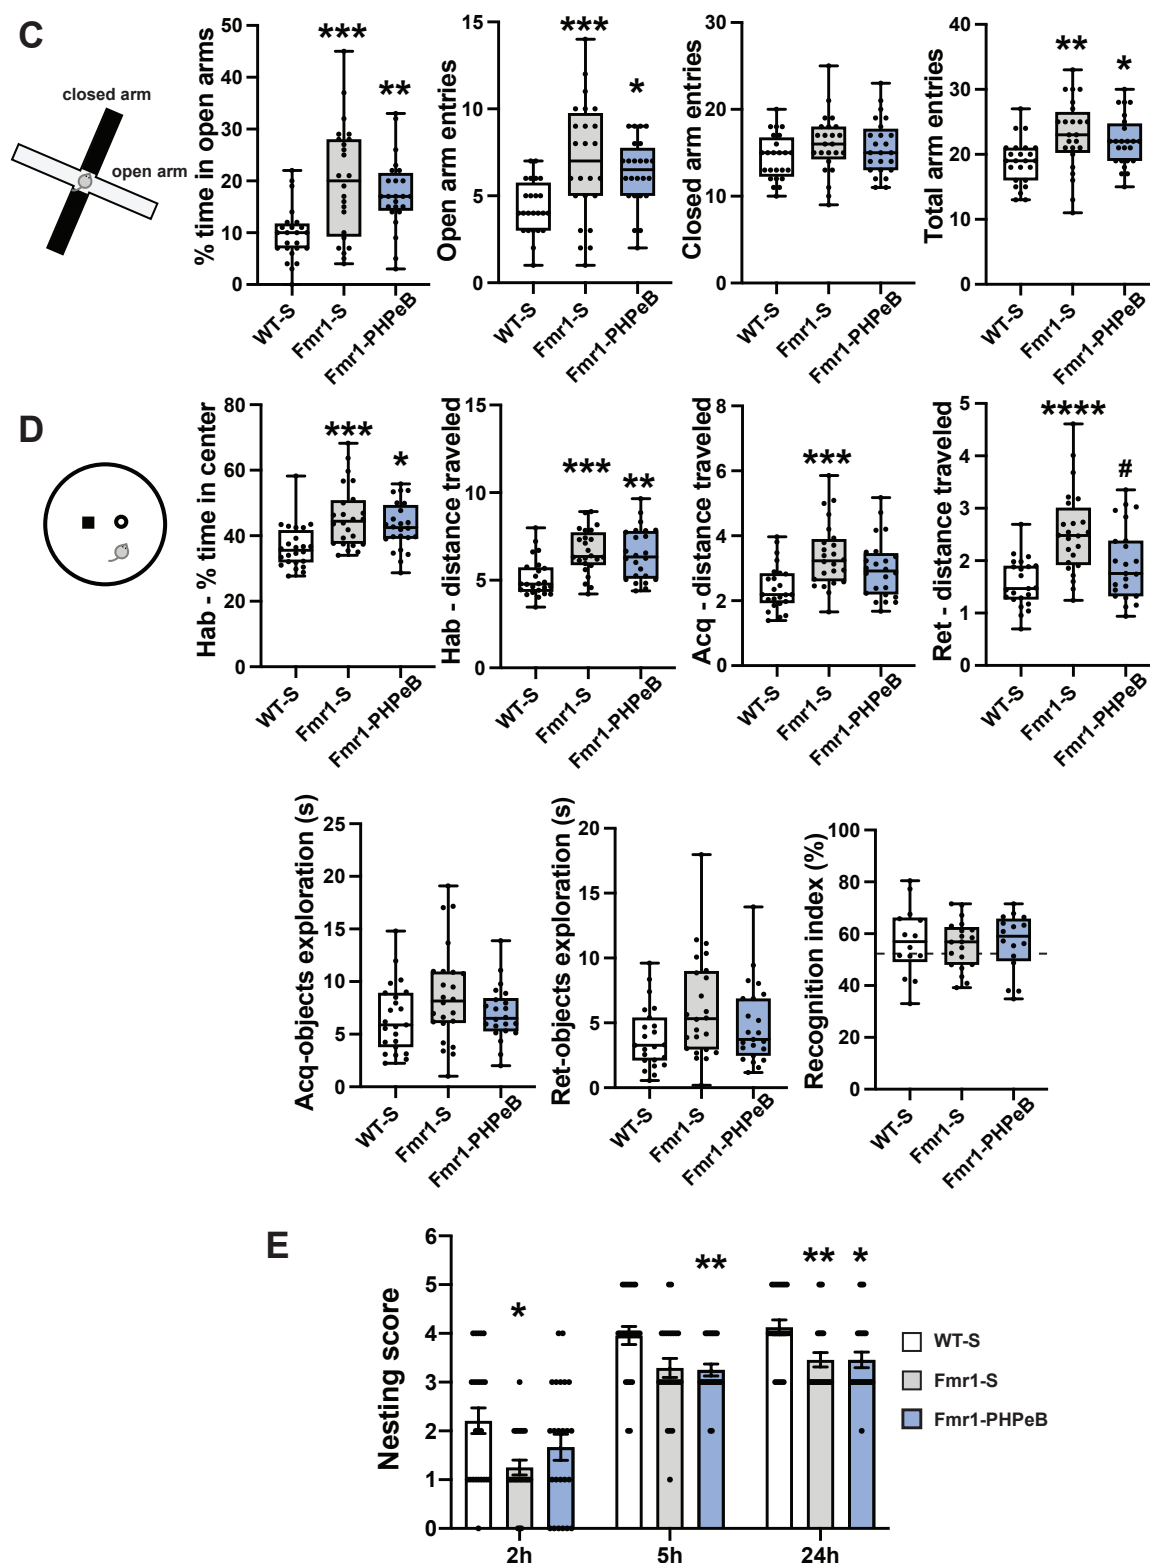 C
closed arm
open arm
% time in open arms
50
40
30
20
10
0
***
**
WT-S
Fmr1-S
Fmr1-PHPeB
Open arm entries
15
10
5
0
***
*
WT-S
Fmr1-S
Fmr1-PHPeB
Closed arm entries
30
20
10
0
WT-S
Fmr1-S
Fmr1-PHPeB
Total arm entries
40
30
20
10
0
**
*
WT-S
Fmr1-S
Fmr1-PHPeB
D
Hab - % time in center
80
60
40
20
0
***
*
WT-S
Fmr1-S
Fmr1-PHPeB
Hab - distance traveled
15
10
5
0
***
**
WT-S
Fmr1-S
Fmr1-PHPeB
Acq - distance traveled
8
6
4
2
0
***
WT-S
Fmr1-S
Fmr1-PHPeB
Ret - distance traveled
5
4
3
2
1
0
****
#
WT-S
Fmr1-S
Fmr1-PHPeB
Acq-objects exploration (s)
25
20
15
10
5
0
WT-S
Fmr1-S
Fmr1-PHPeB
Ret-objects exploration (s)
20
15
10
5
0
WT-S
Fmr1-S
Fmr1-PHPeB
Recognition index (%)
100
80
60
40
20
0
WT-S
Fmr1-S
Fmr1-PHPeB
E
Nesting score
6
5
4
3
2
1
0
*
**
**
*
2h
5h
24h
WT-S
Fmr1-S
Fmr1-PHPeB